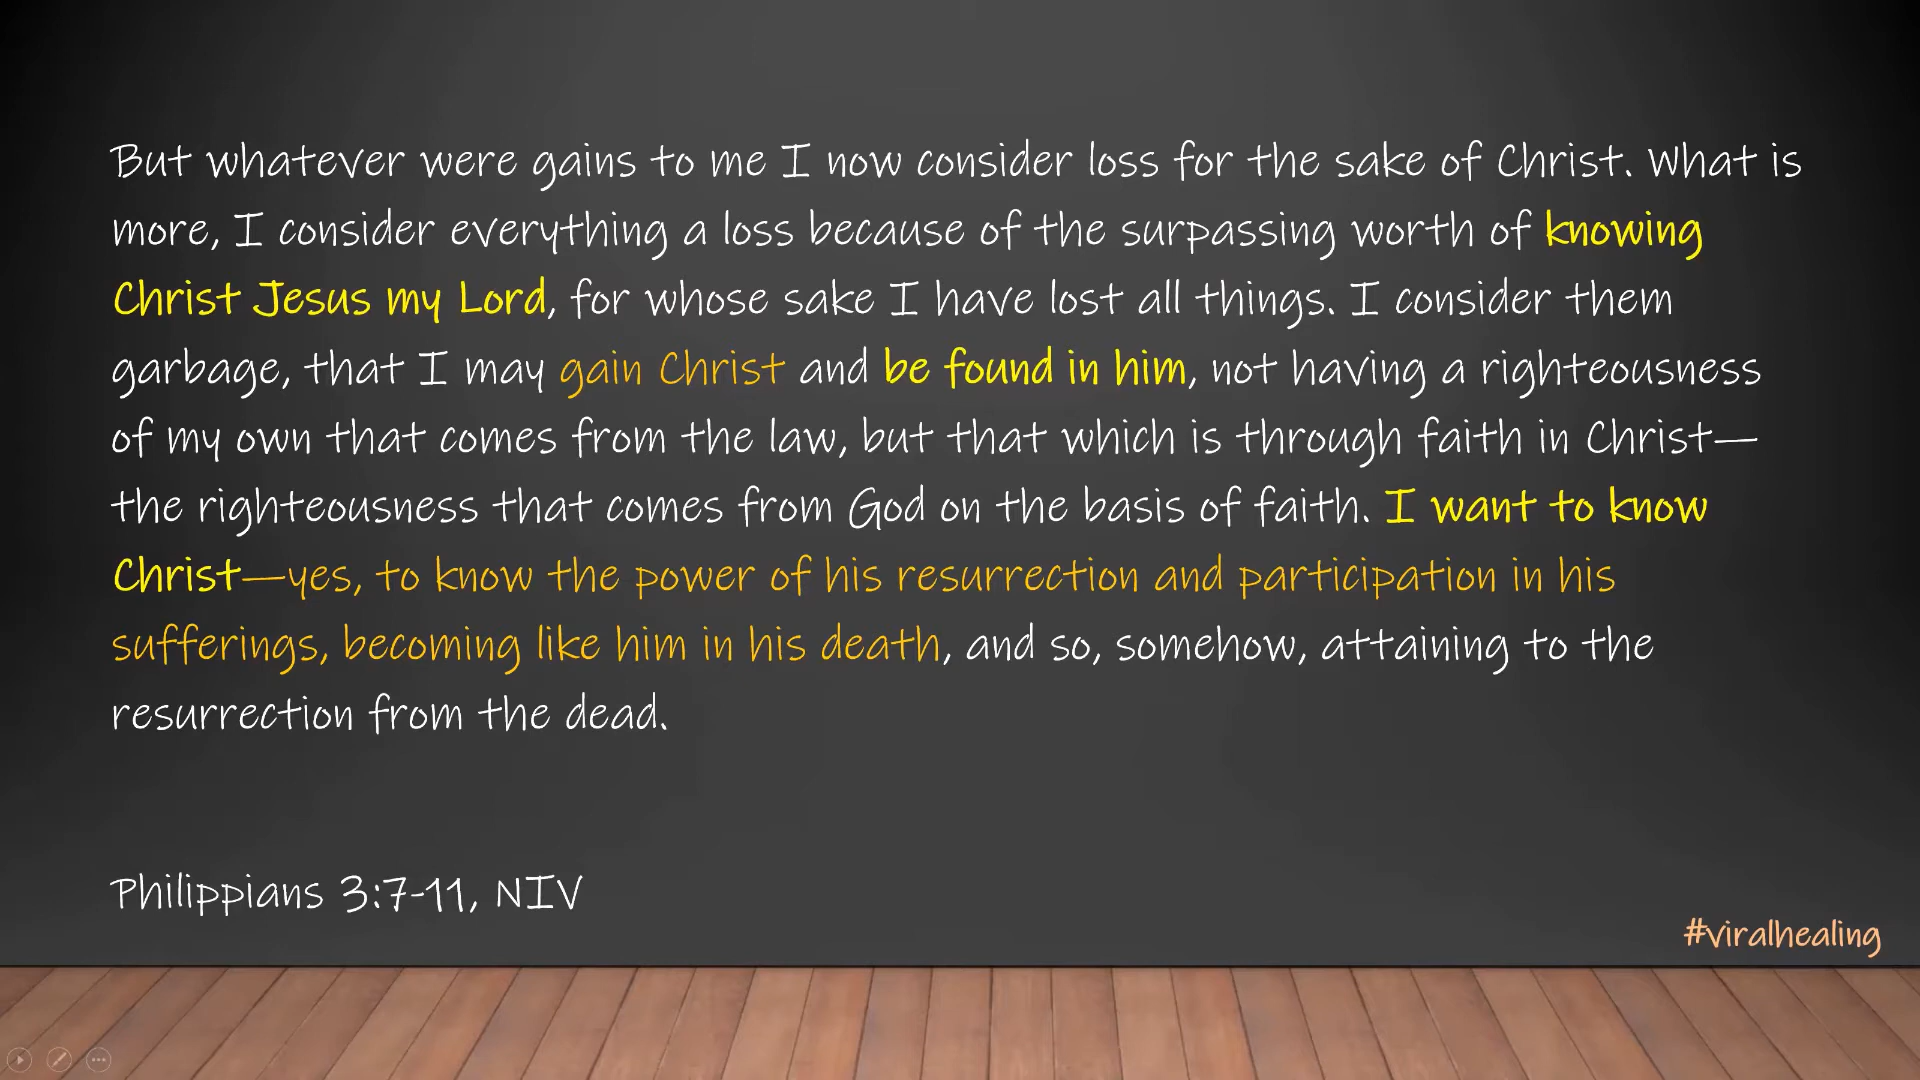 But whatever were gains to me I now consider loss for the sake of Christ. What is
more, I consider everything a loss because of the surpassing worth of knowing
Christ Jesus my Lord, for whose sake I have lost all things. I consider them
garbage, that I may gain Christ and be found in him, not having a righteousness
of my own that comes from the law, but that which is through faith in Christ—
the righteousness that comes from God on the basis of faith. I want to know
Christ—yes, to know the power of his resurrection and participation in his
sufferings, becoming like him in his death, and so, somehow, attaining to the
resurrection from the dead.
Philippians 3:7-11, NIV
#viralhealing